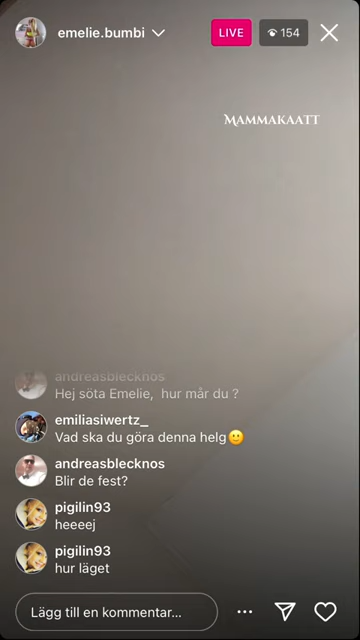 emelie.bumbi
LIVE
154
MAMMAKAATT
andreasblecknos
Hej söta Emelie, hur mår du ?
emiliasiwertz_
Vad ska du göra denna helg🙂
andreasblecknos
Blir de fest?
pigilin93
heeeej
pigilin93
hur läget
Lägg till en kommentar...